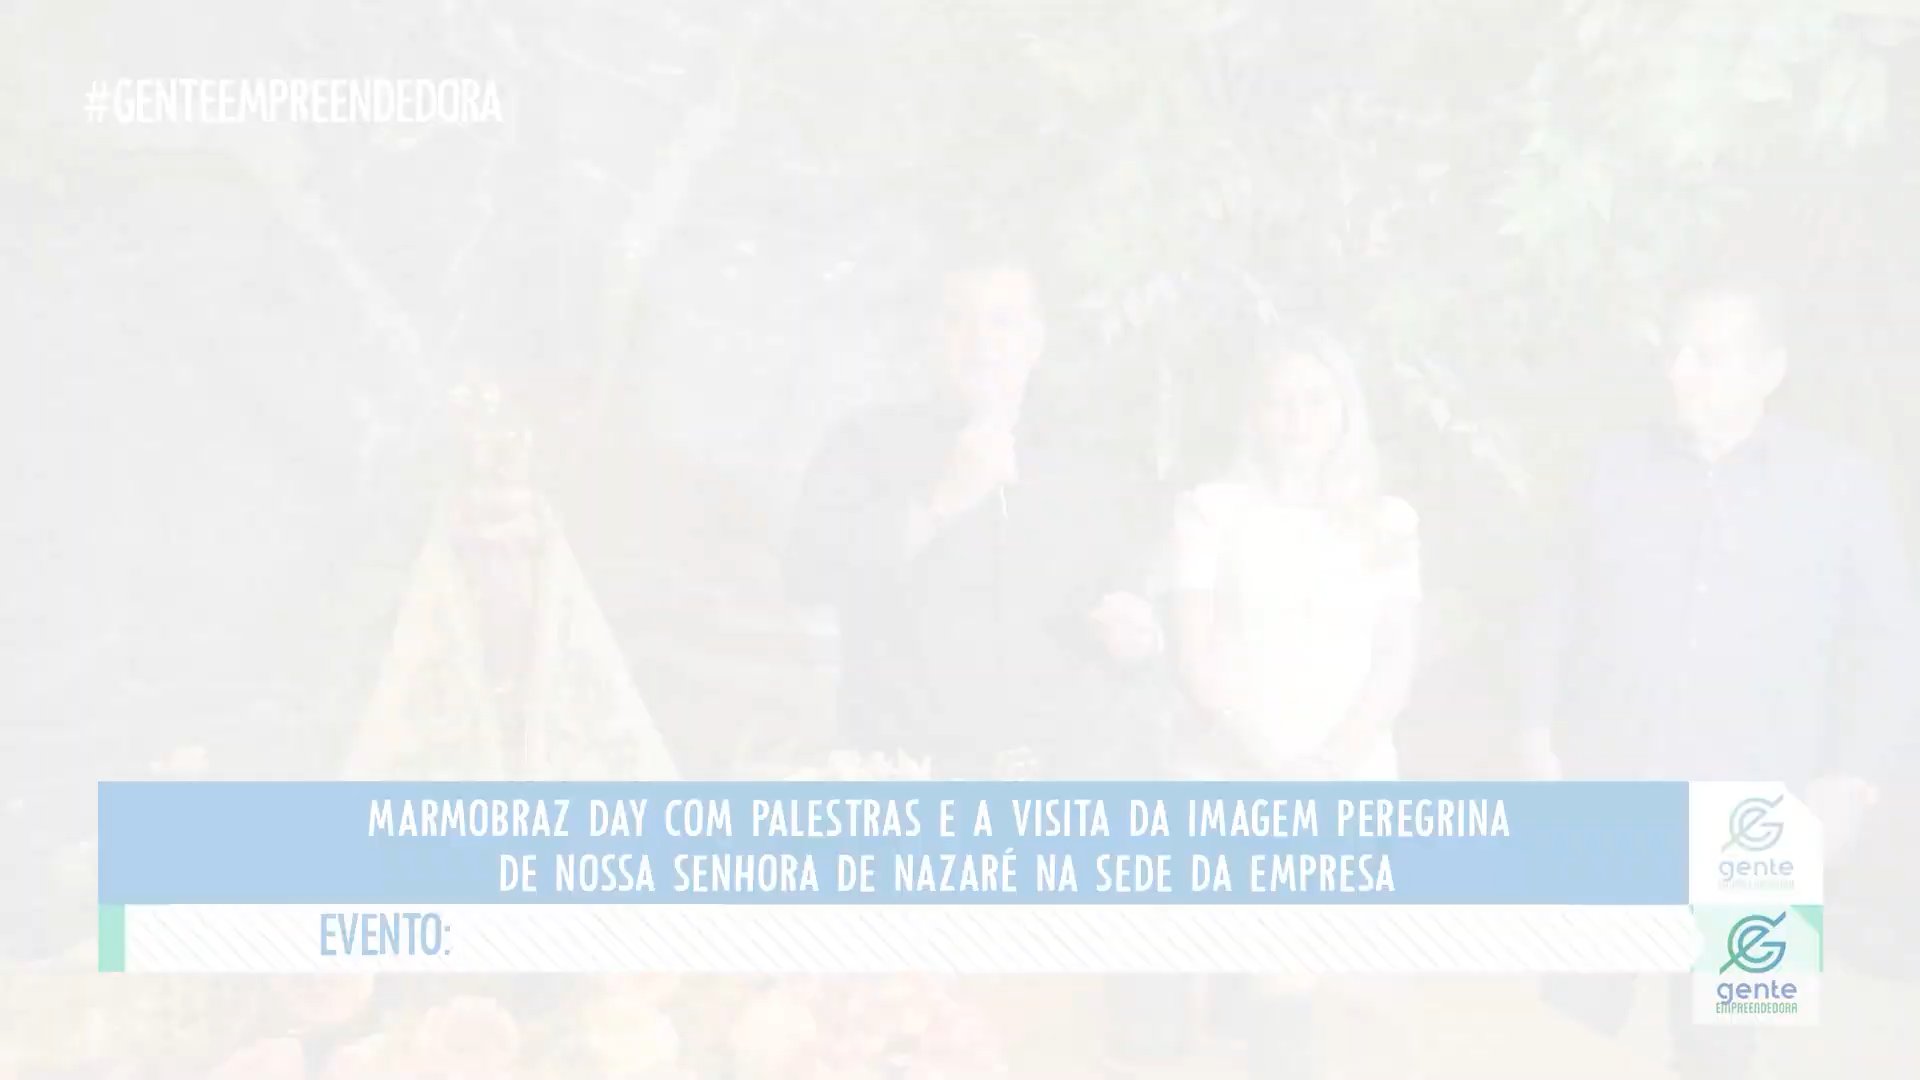 #GENTEEMPREENDEDORA
MARMOBRAZ DAY COM PALESTRAS E A VISITA DA IMAGEM PEREGRINA
DE NOSSA SENHORA DE NAZARÉ NA SEDE DA EMPRESA
gente
EMPREENDEDORA
EVENTO:
gente
EMPREENDEDORA